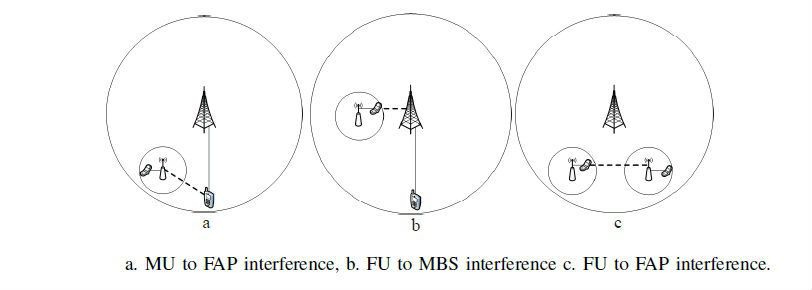 a
b
c
a. MU to FAP interference, b. FU to MBS interference c. FU to FAP interference.